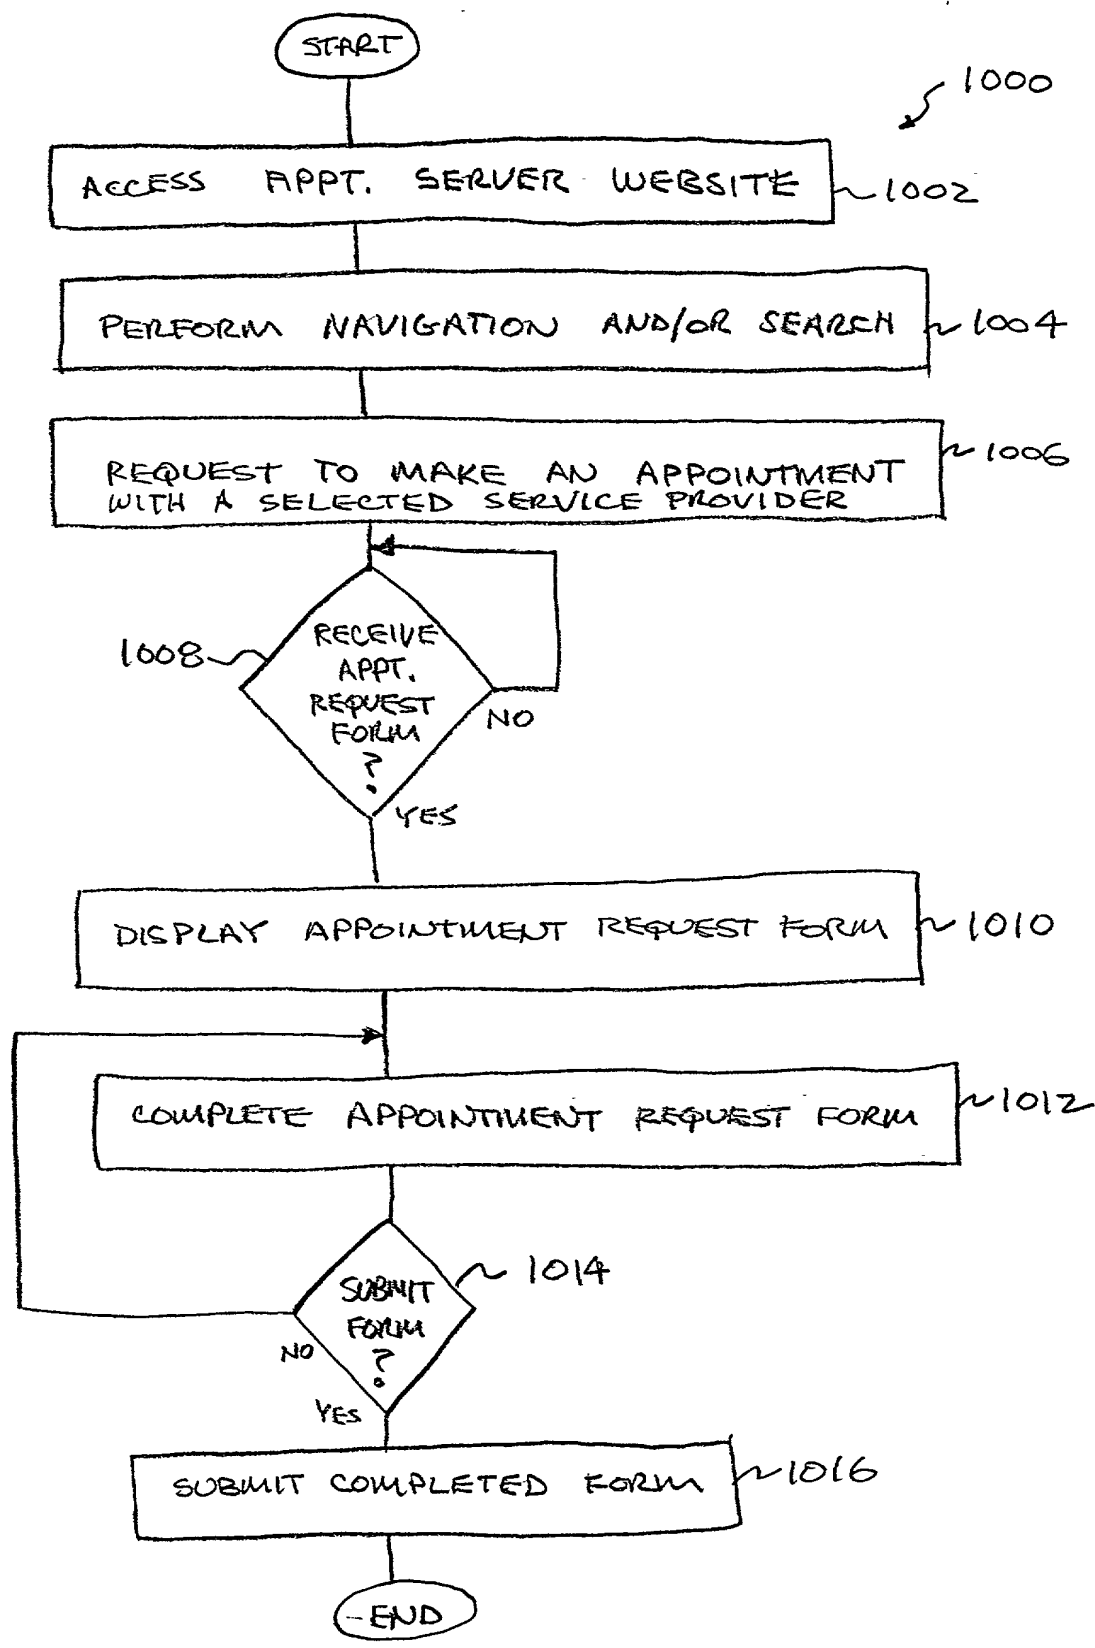 START
1000
ACCESS APPT. SERVER WEBSITE
1002
PERFORM NAVIGATION AND/OR SEARCH
1004
REQUEST TO MAKE AN APPOINTMENT
WITH A SELECTED SERVICE PROVIDER
1006
1008
RECEIVE
APPT.
REQUEST
FORM
?
NO
YES
DISPLAY APPOINTMENT REQUEST FORM
1010
COMPLETE APPOINTMENT REQUEST FORM
1012
SUBMIT
FORM
?
1014
NO
YES
SUBMIT COMPLETED FORM
1016
END